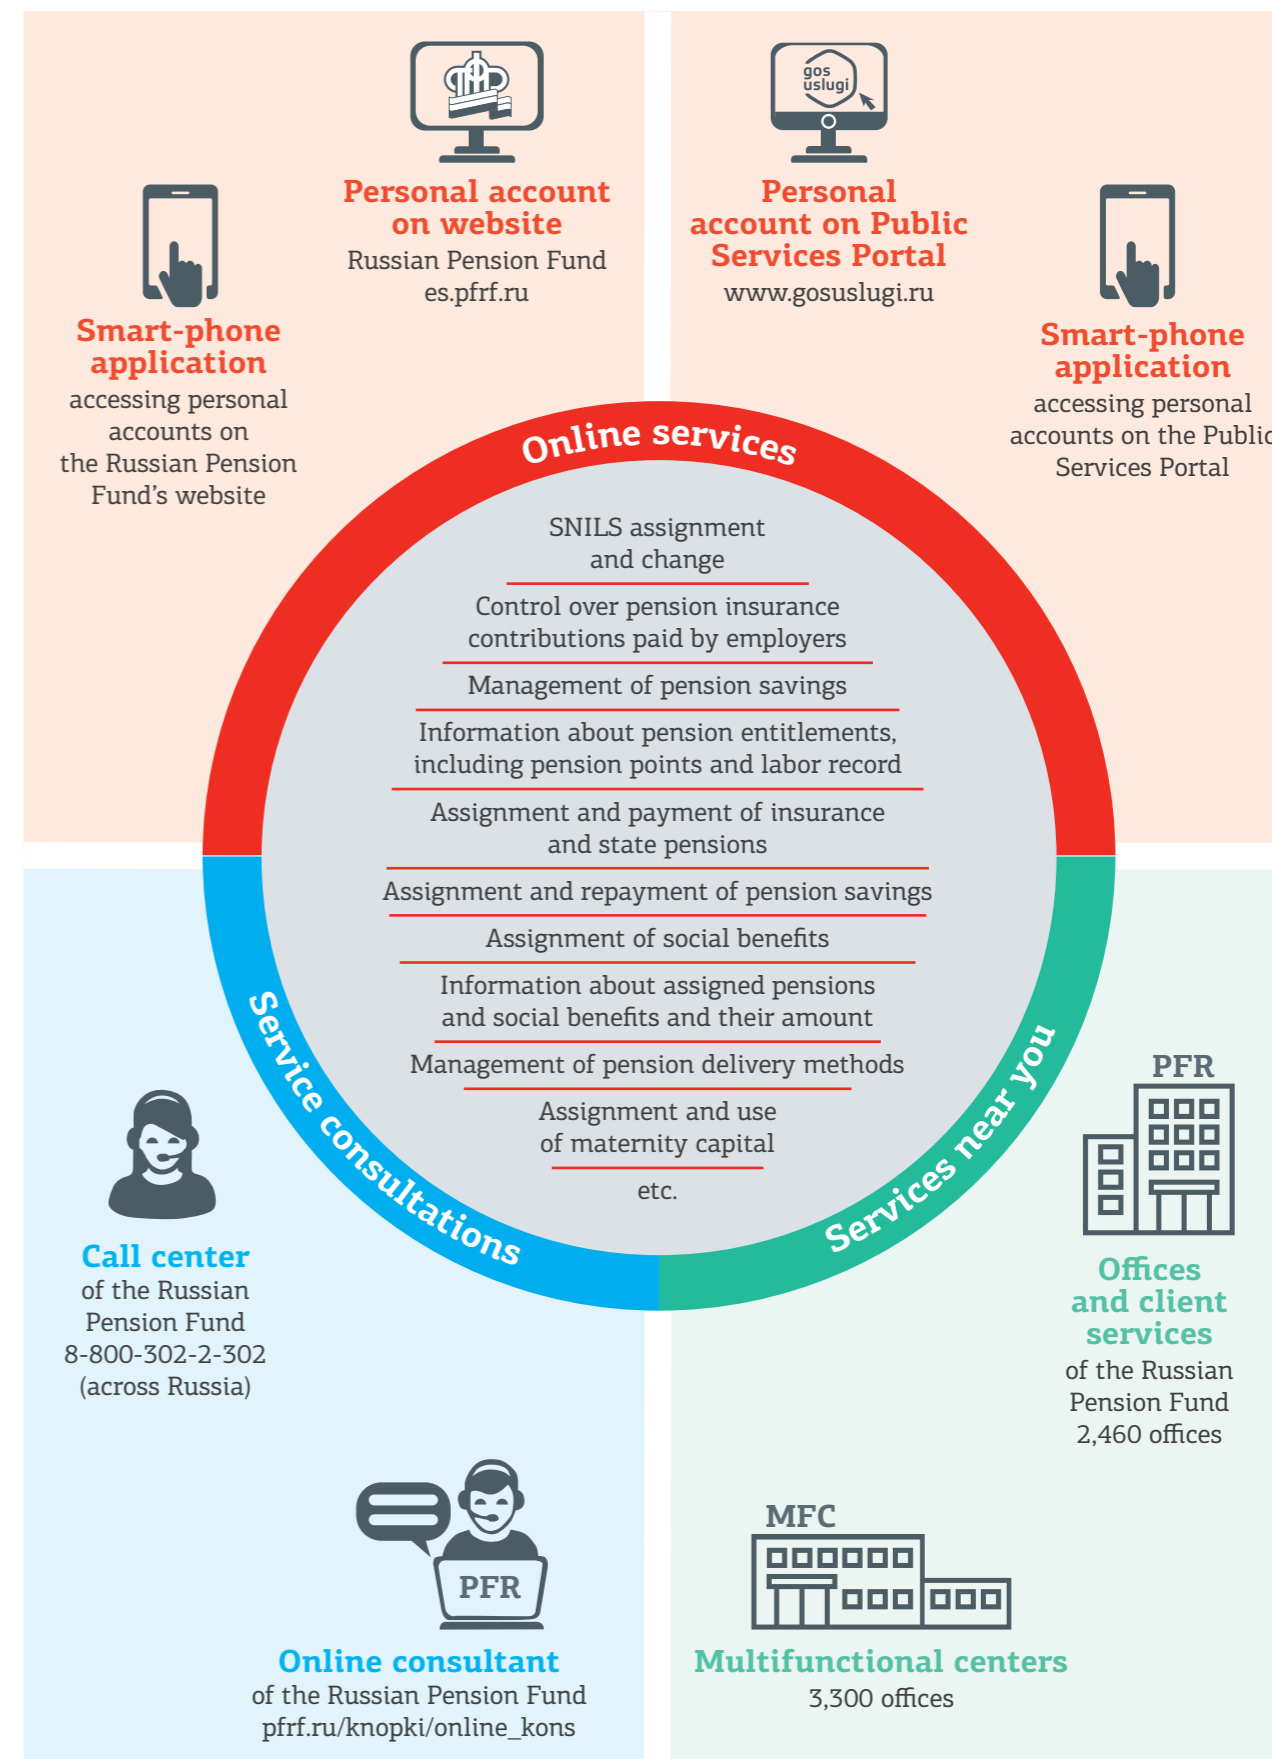 gos
uslugi
Personal account
on website
Russian Pension Fund
es.pfrf.ru
Personal
account on Public
Services Portal
www.gosuslugi.ru
Smart-phone
application
accessing personal
accounts on
the Russian Pension
Fund's website
Smart-phone
application
accessing personal
accounts on the Public
Services Portal
Online services
SNILS assignment
and change
Control over pension insurance
contributions paid by employers
Management of pension savings
Information about pension entitlements,
including pension points and labor record
Assignment and payment of insurance
and state pensions
Assignment and repayment of pension savings
Assignment of social benefits
Information about assigned pensions
and social benefits and their amount
Management of pension delivery methods
Assignment and use
of maternity capital
etc.
Service consultations
Services near you
Call center
of the Russian
Pension Fund
8-800-302-2-302
(across Russia)
PFR
Offices
and client
services
of the Russian
Pension Fund
2,460 offices
PFR
Online consultant
of the Russian Pension Fund
pfrf.ru/knopki/online_kons
MFC
Multifunctional centers
3,300 offices